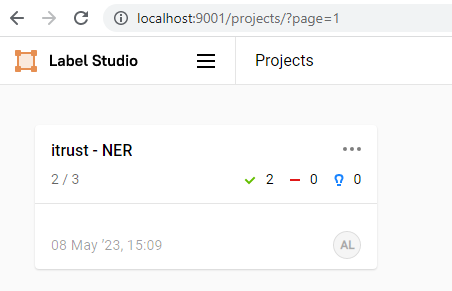 localhost:9001/projects/?page=1
Label Studio
Projects
itrust - NER
2 / 3
2
0
0
08 May '23, 15:09
AL